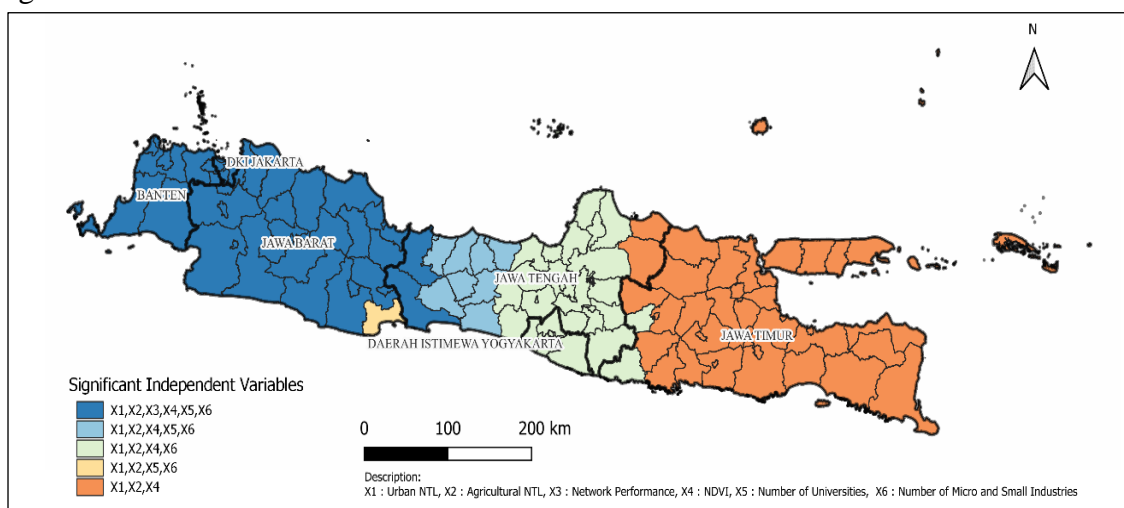 N
DKI JAKARTA
BANTEN
JAWA BARAT
JAWA TENGAH
DAERAH ISTIMEWA YOGYAKARTA
JAWA TIMUR
Significant Independent Variables
X1,X2,X3,X4,X5,X6
X1,X2,X4,X5,X6
X1,X2,X4,X6
X1,X2,X5,X6
X1,X2,X4
0 100 200 km
Description:
X1 : Urban NTL, X2 : Agricultural NTL, X3 : Network Performance, X4 : NDVI, X5 : Number of Universities, X6 : Number of Micro and Small Industries